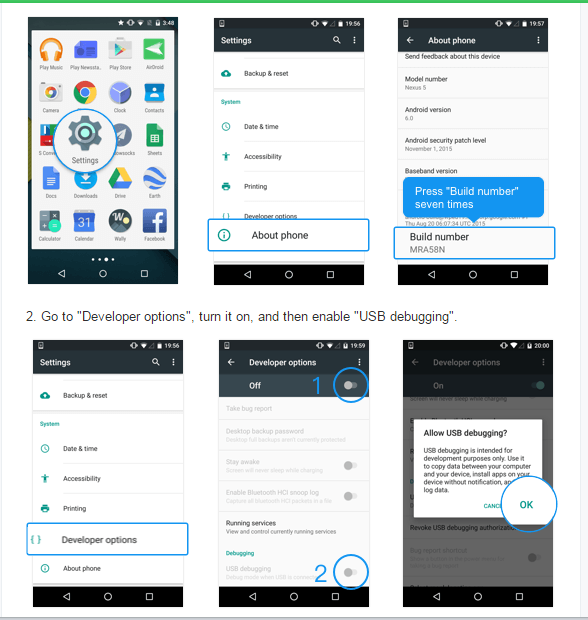 3:48
Play Music
Play Newssta..
Play Store
AirDroid
Camera
Chrome
Clock
Contacts
Settings
Sheets
Docs
Downloads
Drive
Earth
Calculator
Calendar
Wally
Facebook
19:56
Settings
Backup & reset
System
Date & time
Accessibility
Printing
Developer options
About phone
19:57
About phone
Send feedback about this device
Model number
Nexus 5
Android version
6.0
Android security patch level
November 1, 2015
Baseband version
Press "Build number"
seven times
Thu Aug 20 06:07:34 UTC 2015
Build number
MRA58N
2. Go to "Developer options", turn it on, and then enable "USB debugging".
19:56
Settings
Backup & reset
System
Date & time
Accessibility
Printing
{ } Developer options
About phone
19:59
Developer options
Off 1
Take bug report
Desktop backup password
Desktop full backups aren't currently protected
Stay awake
Screen will never sleep while charging
Enable Bluetooth HCI snoop log
Capture all bluetooth HCI packets in a file
Running services
View and control currently running services
Debugging
USB debugging 2
Debug mode when USB is
20:00
Developer options
On
Screen will never sleep while charging
Allow USB debugging?
USB debugging is intended for
development purposes only. Use it
to copy data between your computer
and your device, install apps on your
device without notification, and
log data.
OK
Revoke USB debugging
Bug report shortcut